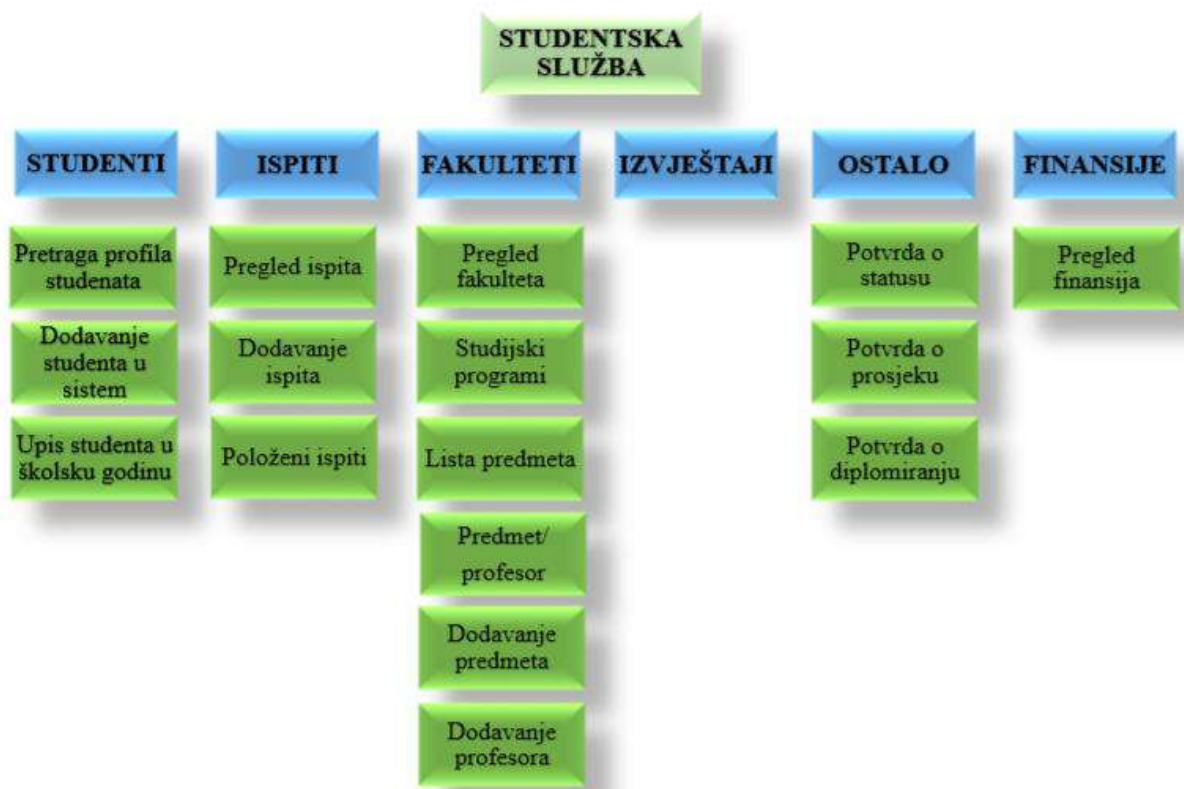 STUDENTSKA
SLUŽBA
STUDENTI
ISPITI
FAKULTETI
IZVJEŠTAJI
OSTALO
FINANSIJE
Pretraga profila
studenata
Dodavanje
studenta u
sistem
Upis studenta u
školsku godinu
Pregled ispita
Dodavanje
ispita
Položeni ispiti
Pregled
fakulteta
Studijski
programi
Lista predmeta
Predmet/
profesor
Dodavanje
predmeta
Dodavanje
profesora
Potvrda o
statusu
Potvrda o
prosjeku
Potvrda o
diplomiranju
Pregled
finansija